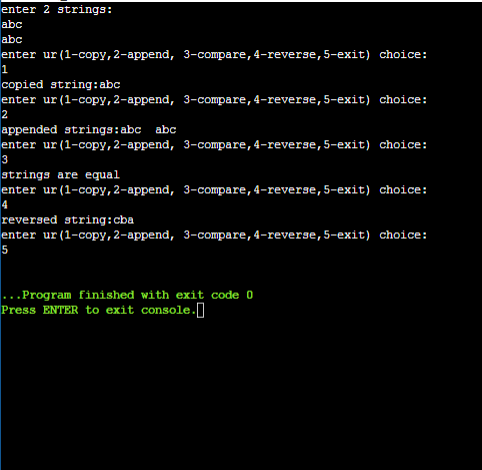 enter 2 strings:
abc
abc
enter ur(1-copy,2-append, 3-compare,4-reverse,5-exit) choice:
1
copied string:abc
enter ur(1-copy,2-append, 3-compare,4-reverse,5-exit) choice:
2
appended strings:abc  abc
enter ur(1-copy,2-append, 3-compare,4-reverse,5-exit) choice:
3
strings are equal
enter ur(1-copy,2-append, 3-compare,4-reverse,5-exit) choice:
4
reversed string:cba
enter ur(1-copy,2-append, 3-compare,4-reverse,5-exit) choice:
5
...Program finished with exit code 0
Press ENTER to exit console.